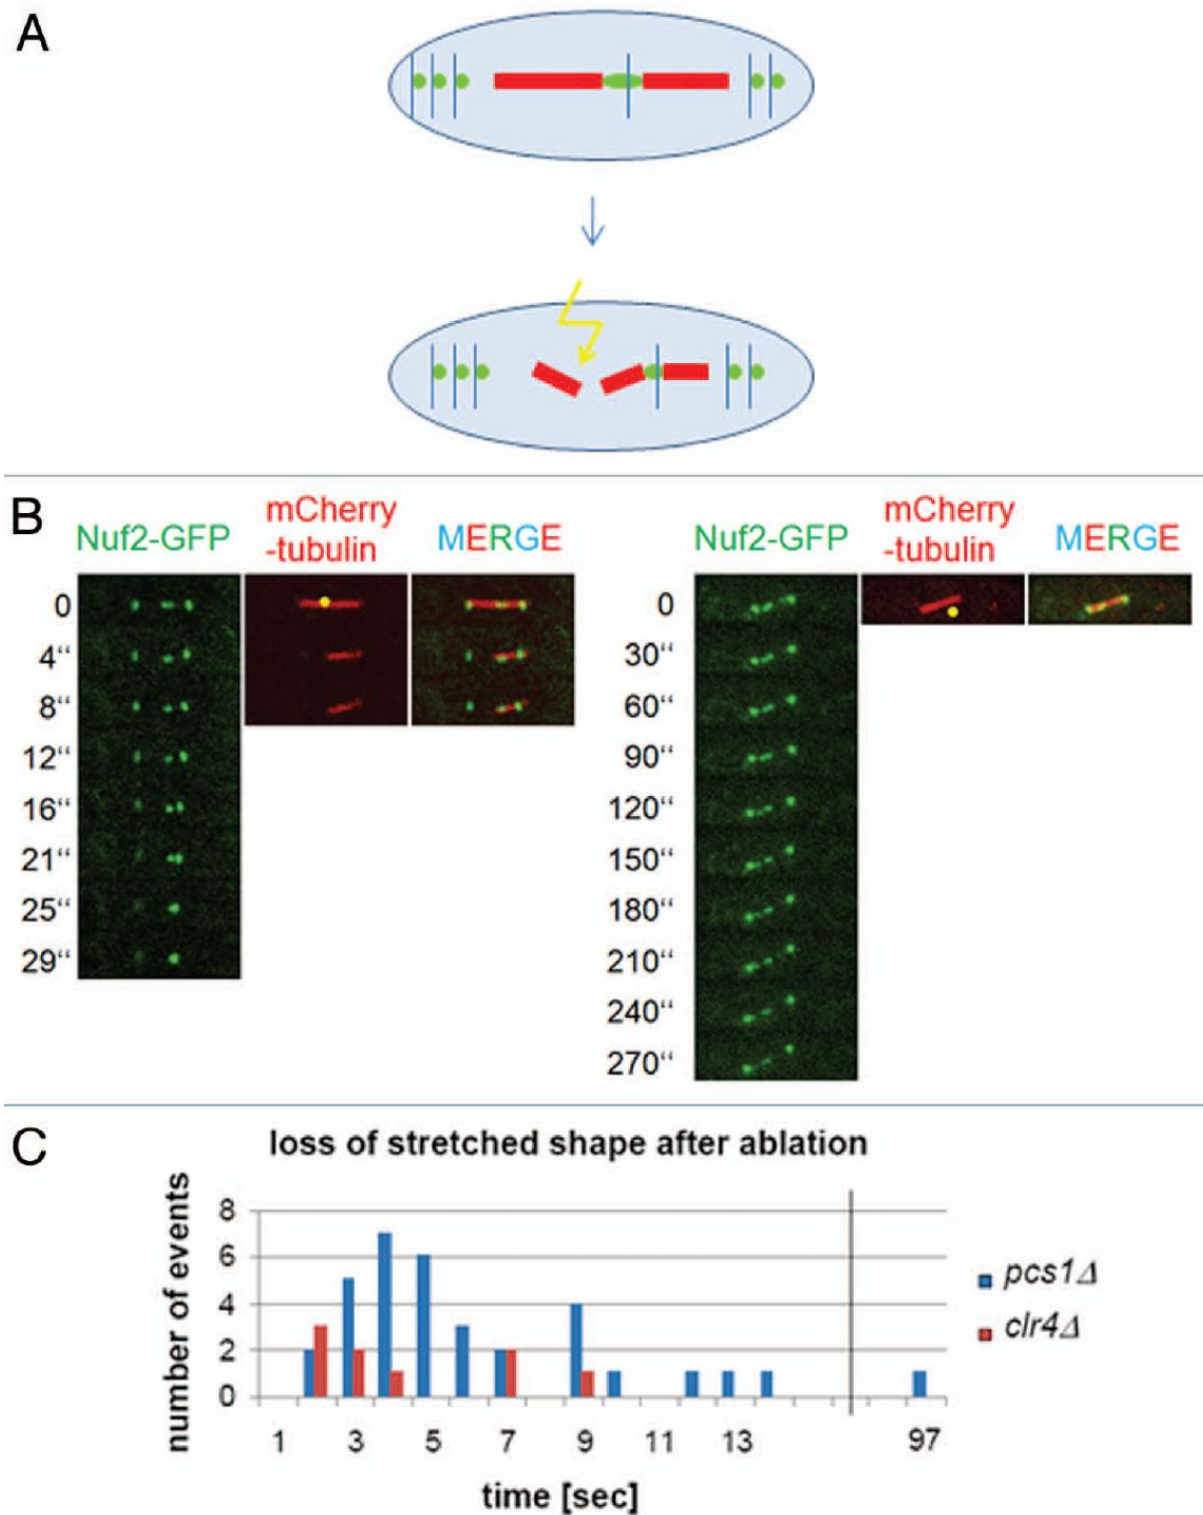 A
B
Nuf2-GFP
mCherry
-tubulin
MERGE
0
4“
8“
12“
16“
21“
25“
29“
Nuf2-GFP
mCherry
-tubulin
MERGE
0
30“
60“
90“
120“
150“
180“
210“
240“
270“
C
loss of stretched shape after ablation
number of events
8
6
4
2
0
1 3 5 7 9 11 13 97
time [sec]
pcs1Δ
clr4Δ